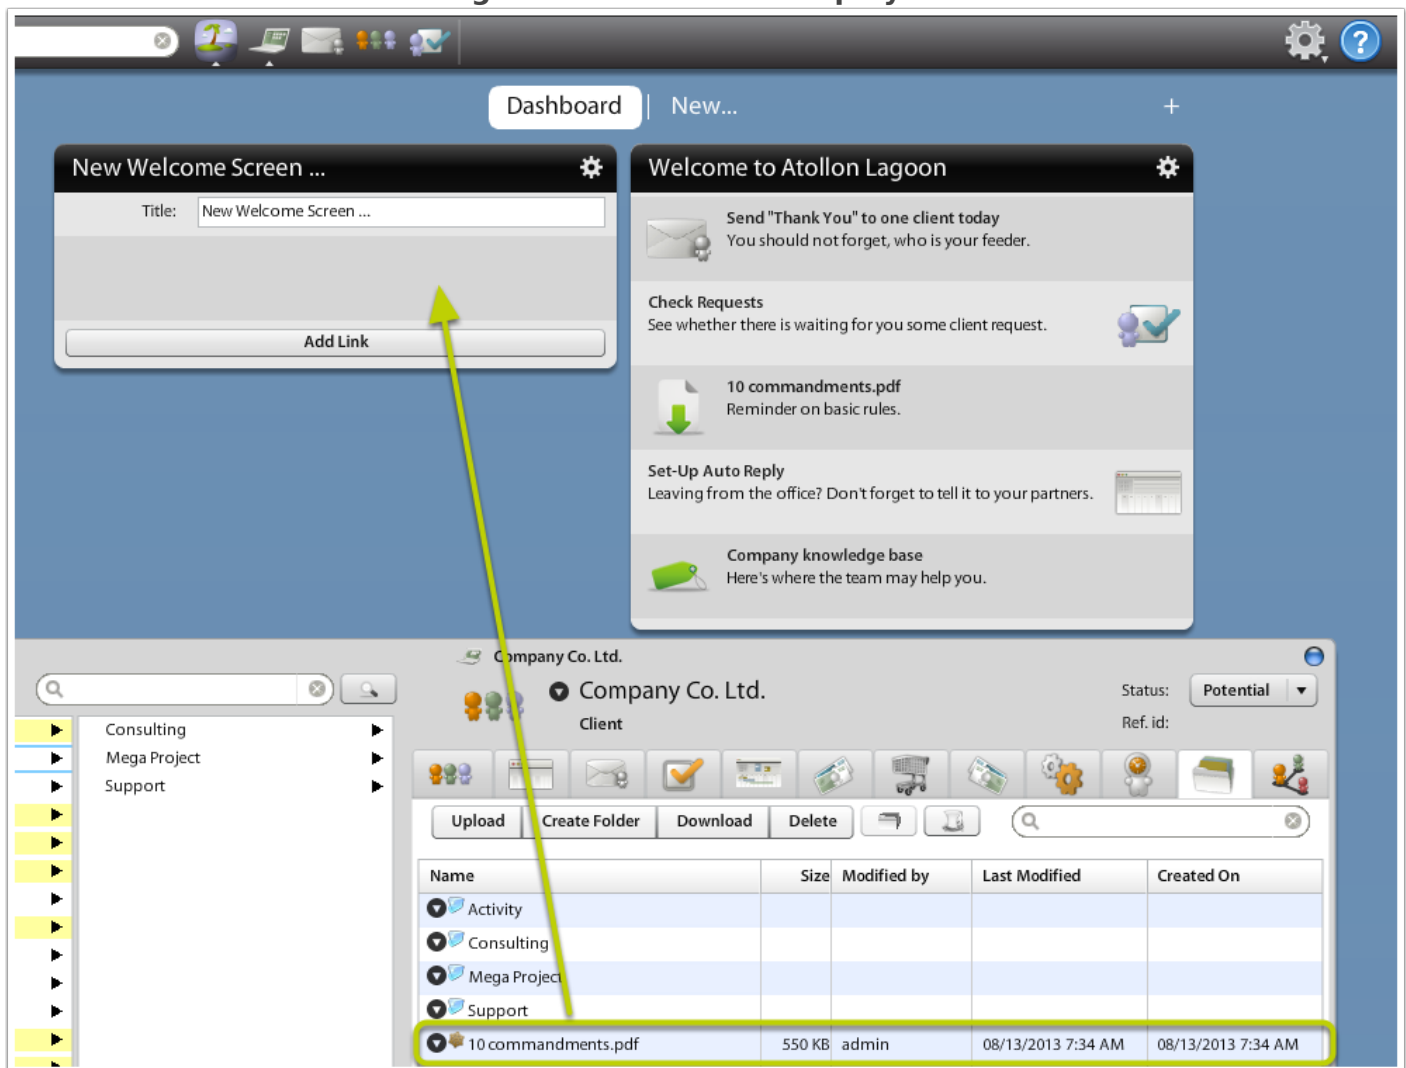 Dashboard | New... +
New Welcome Screen ...
Title: New Welcome Screen ...
Add Link
Welcome to Atollon Lagoon
Send "Thank You" to one client today
You should not forget, who is your feeder.
Check Requests
See whether there is waiting for you some client request.
10 commandments.pdf
Reminder on basic rules.
Set-Up Auto Reply
Leaving from the office? Don't forget to tell it to your partners.
Company knowledge base
Here's where the team may help you.
Consulting
Mega Project
Support
Company Co. Ltd.
Company Co. Ltd.
Client
Status: Potential
Ref. id:
Upload Create Folder Download Delete
Name Size Modified by Last Modified Created On
Activity
Consulting
Mega Project
Support
10 commandments.pdf 550 KB admin 08/13/2013 7:34 AM 08/13/2013 7:34 AM